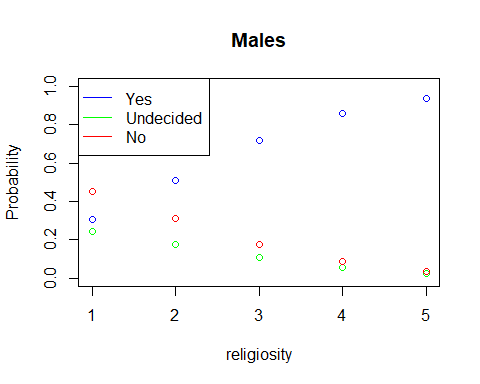 Males
Yes
Undecided
No
Probability
1.0
0.8
0.6
0.4
0.2
0.0
1 2 3 4 5
religiosity